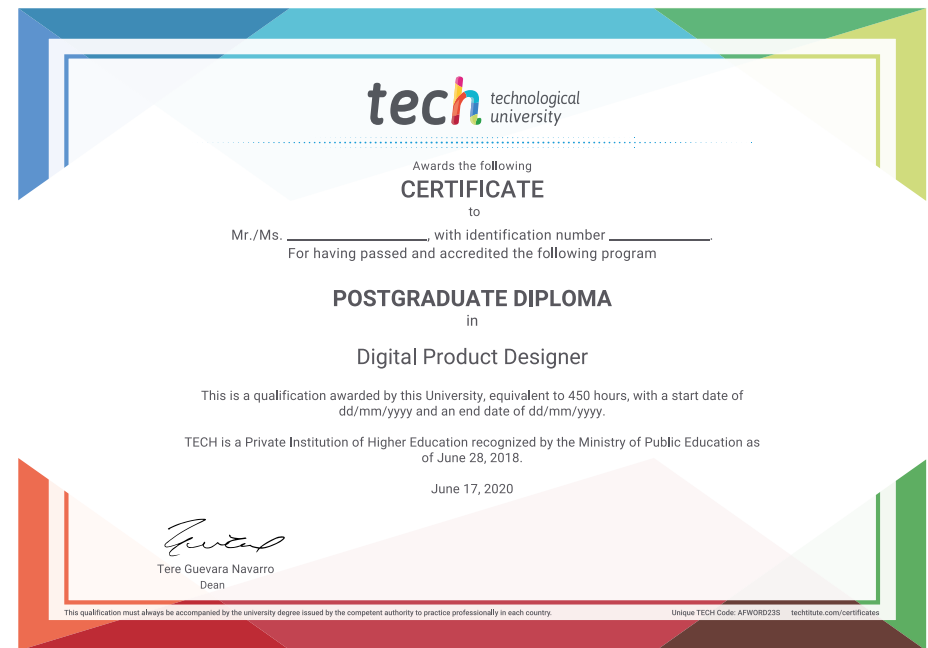 tech technological
university
Awards the following
CERTIFICATE
to
Mr./Ms. ____________________, with identification number ______________.
For having passed and accredited the following program
POSTGRADUATE DIPLOMA
in
Digital Product Designer
This is a qualification awarded by this University, equivalent to 450 hours, with a start date of
dd/mm/yyyy and an end date of dd/mm/yyyy.
TECH is a Private Institution of Higher Education recognized by the Ministry of Public Education as
of June 28, 2018.
June 17, 2020
Tere Guevara Navarro
Dean
This qualification must always be accompanied by the university degree issued by the competent authority to practice professionally in each country.
Unique TECH Code: AFWORD23S techtitute.com/certificates